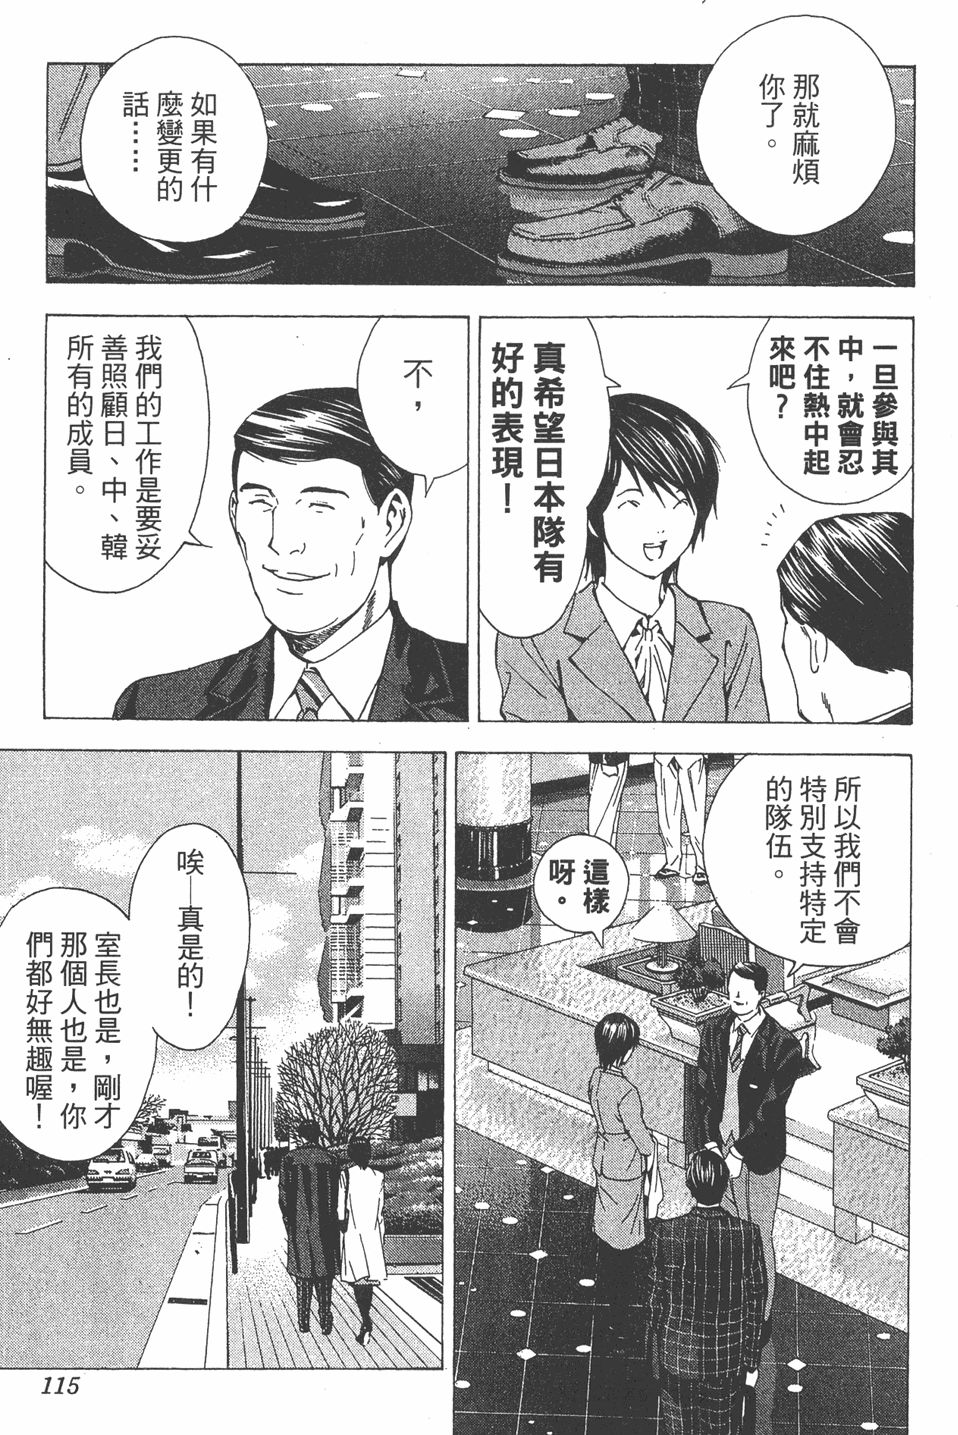 那就麻煩
你了。
如果有什
麼變更的
話⋯⋯
一旦參與其
中，就會忍
不住熱中起
來吧？
真希望日本隊有
好的表現！
不，
我們的工作是要妥
善照顧日、中、韓
所有的成員。
所以我們不會
特別支持特定
的隊伍。
這樣
呀。
唉─真是的！
室長也是，剛才
那個人也是，你
們都好無趣喔！
115